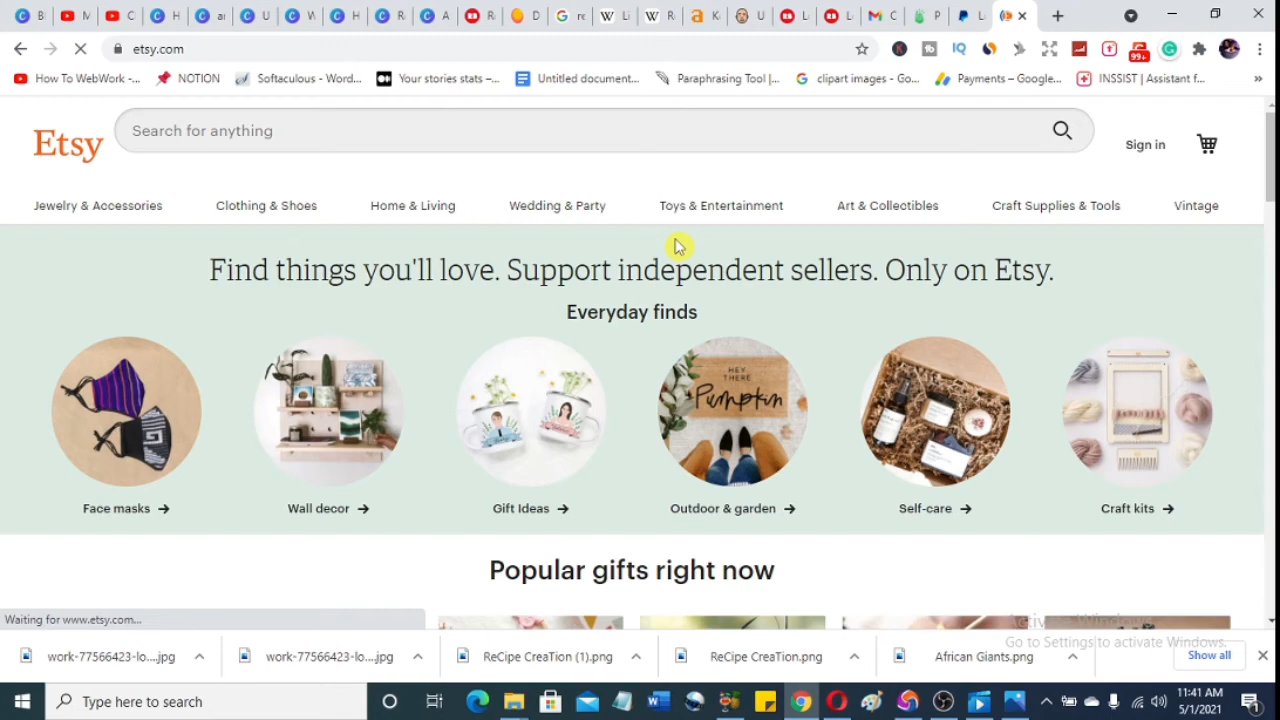 etsy.com
99+
How To WebWork -...
NOTION
Softaculous - Word...
Your stories stats –...
Untitled document...
Paraphrasing Tool |...
clipart images - Go...
Payments – Google...
INSSIST | Assistant f...
Etsy
Search for anything
Sign in
Jewelry & Accessories
Clothing & Shoes
Home & Living
Wedding & Party
Toys & Entertainment
Art & Collectibles
Craft Supplies & Tools
Vintage
Find things you'll love. Support independent sellers. Only on Etsy.
Everyday finds
HEY THERE
Pumpkin
Face masks
Wall decor
Gift Ideas
Outdoor & garden
Self-care
Craft kits
Popular gifts right now
Waiting for www.etsy.com...
Activate Windows
Go to Settings to activate Windows.
work-77566423-lo....jpg
work-77566423-lo....jpg
ReCipe CreaTion (1).png
ReCipe CreaTion.png
African Giants.png
Show all
Type here to search
11:41 AM
5/1/2021